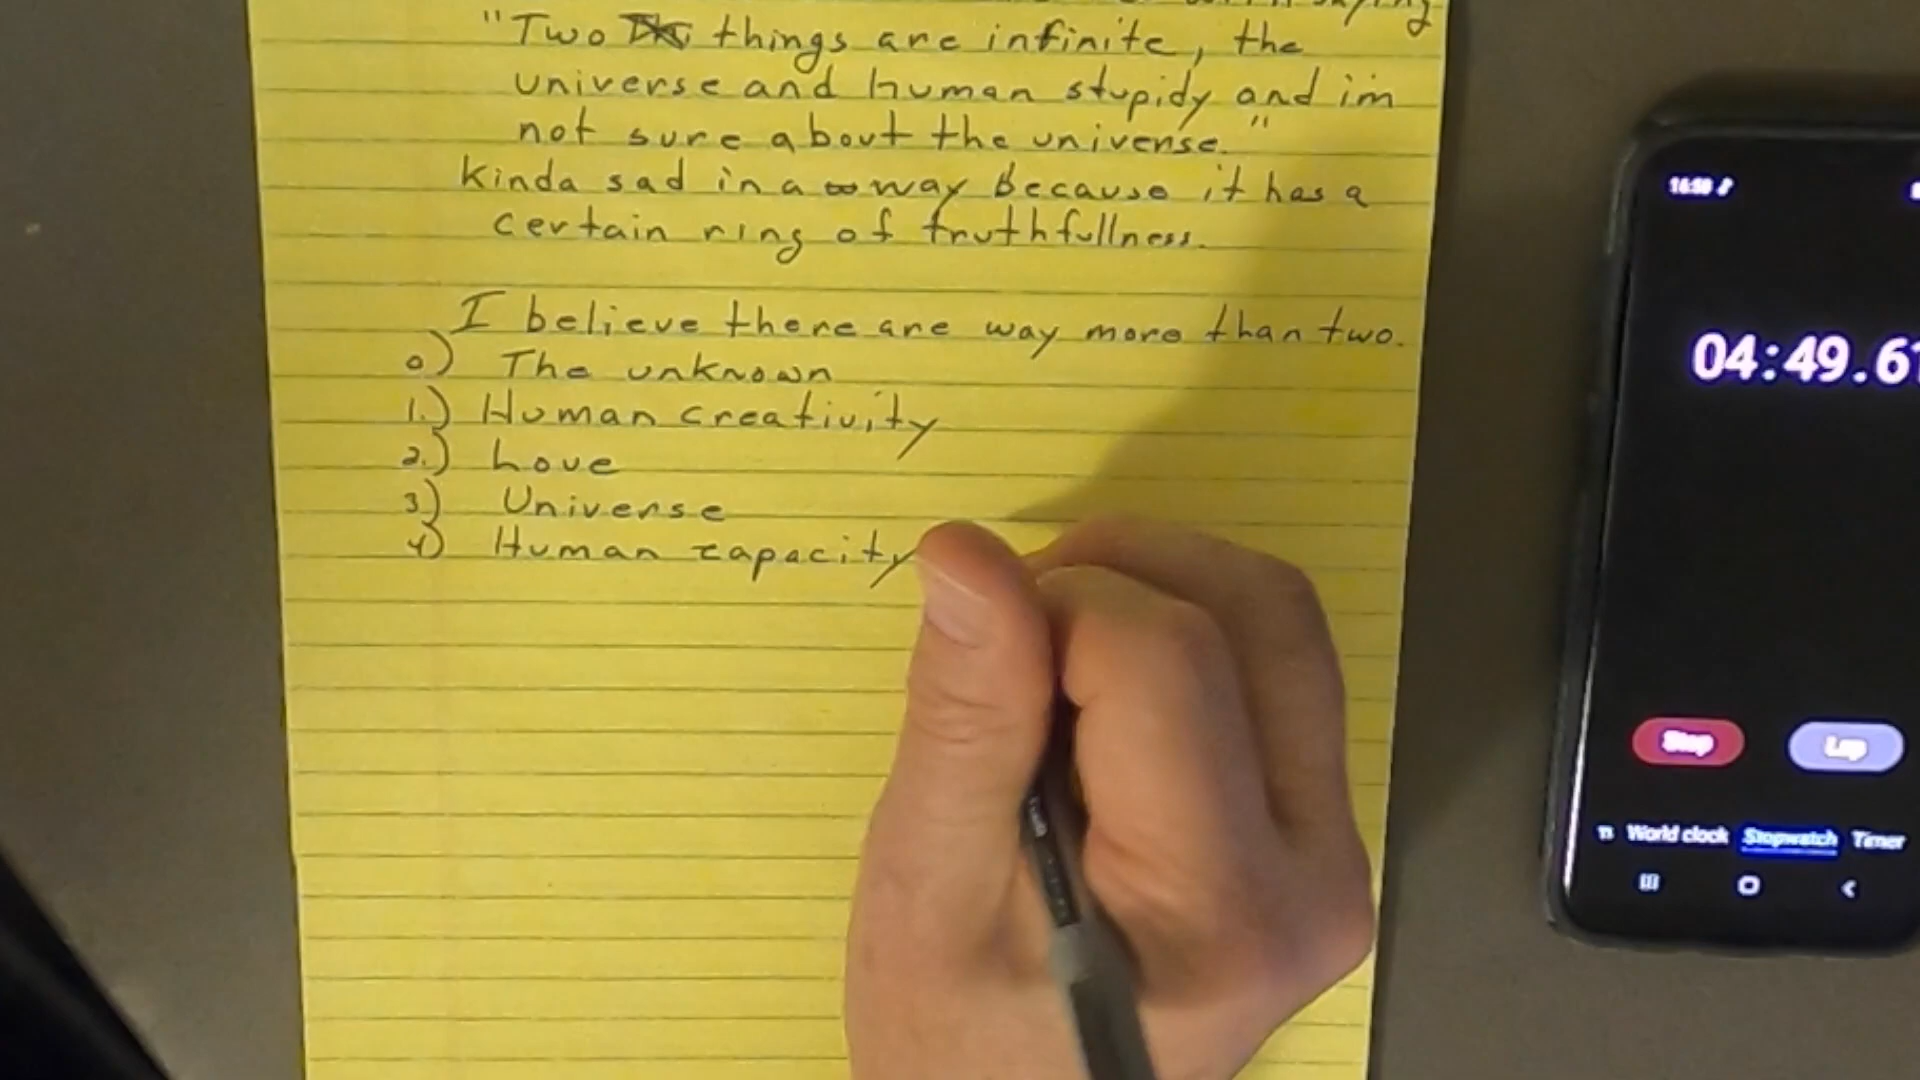 "Two things are infinite, the
universe and human stupidy and i'm
not sure about the universe."
Kinda sad in a way because it has a
certain ring of truthfullness.
I believe there are way more than two.
0) The unknown
1.) Human creativity
2.) Love
3) Universe
4) Human capacity
16:58
04:49.61
Stop Lap
World clock Stopwatch Timer